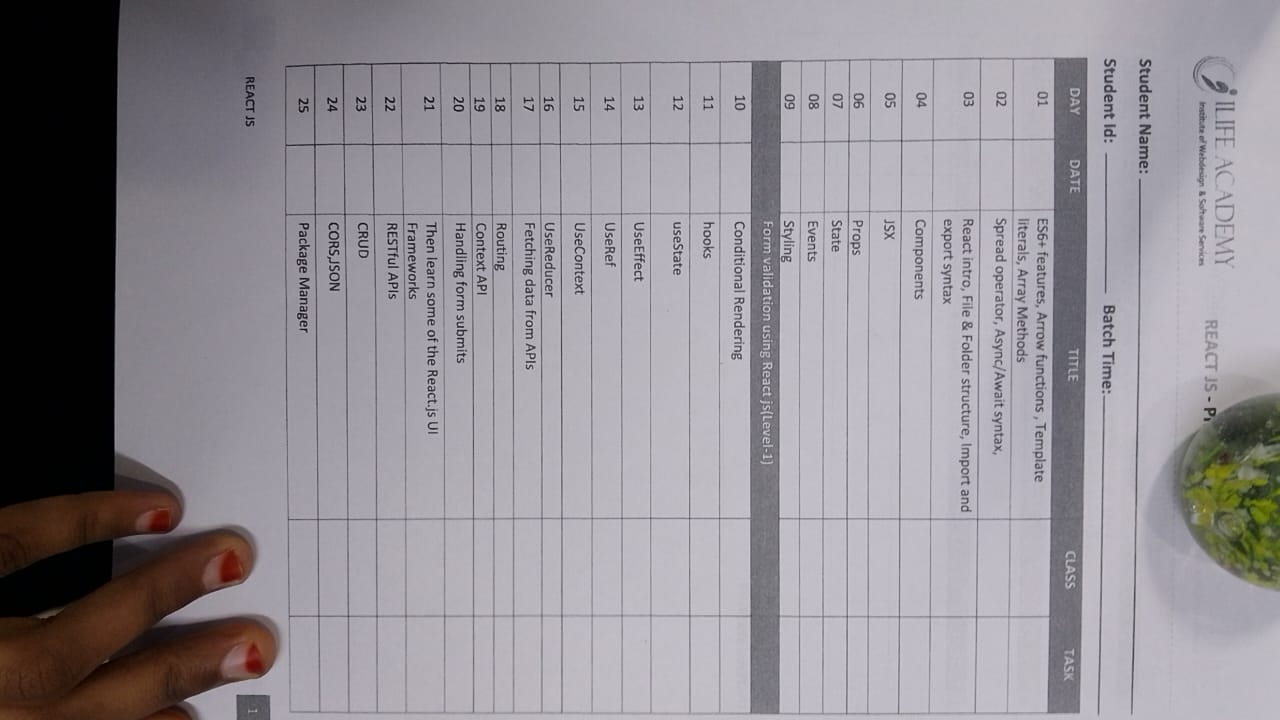 ILIFE ACADEMY
Institute of Webdesign & Software Services
REACT JS -
Student Name:
Student Id: Batch Time:
DAY DATE TITLE CLASS TASK
01 ES6+ features, Arrow functions , Template
literals, Array Methods
02 Spread operator, Async/Await syntax,
03 React intro, File & Folder structure, Import and
export syntax
04 Components
05 JSX
06 Props
07 State
08 Events
09 Styling
Form validation using React js(Level-1)
10 Conditional Rendering
11 hooks
12 useState
13 UseEffect
14 UseRef
15 UseContext
16 UseReducer
17 Fetching data from APIs
18 Routing
19 Context API
20 Handling form submits
21 Then learn some of the React.js UI
Frameworks
22 RESTful APIs
23 CRUD
24 CORS,JSON
25 Package Manager
REACT JS 1